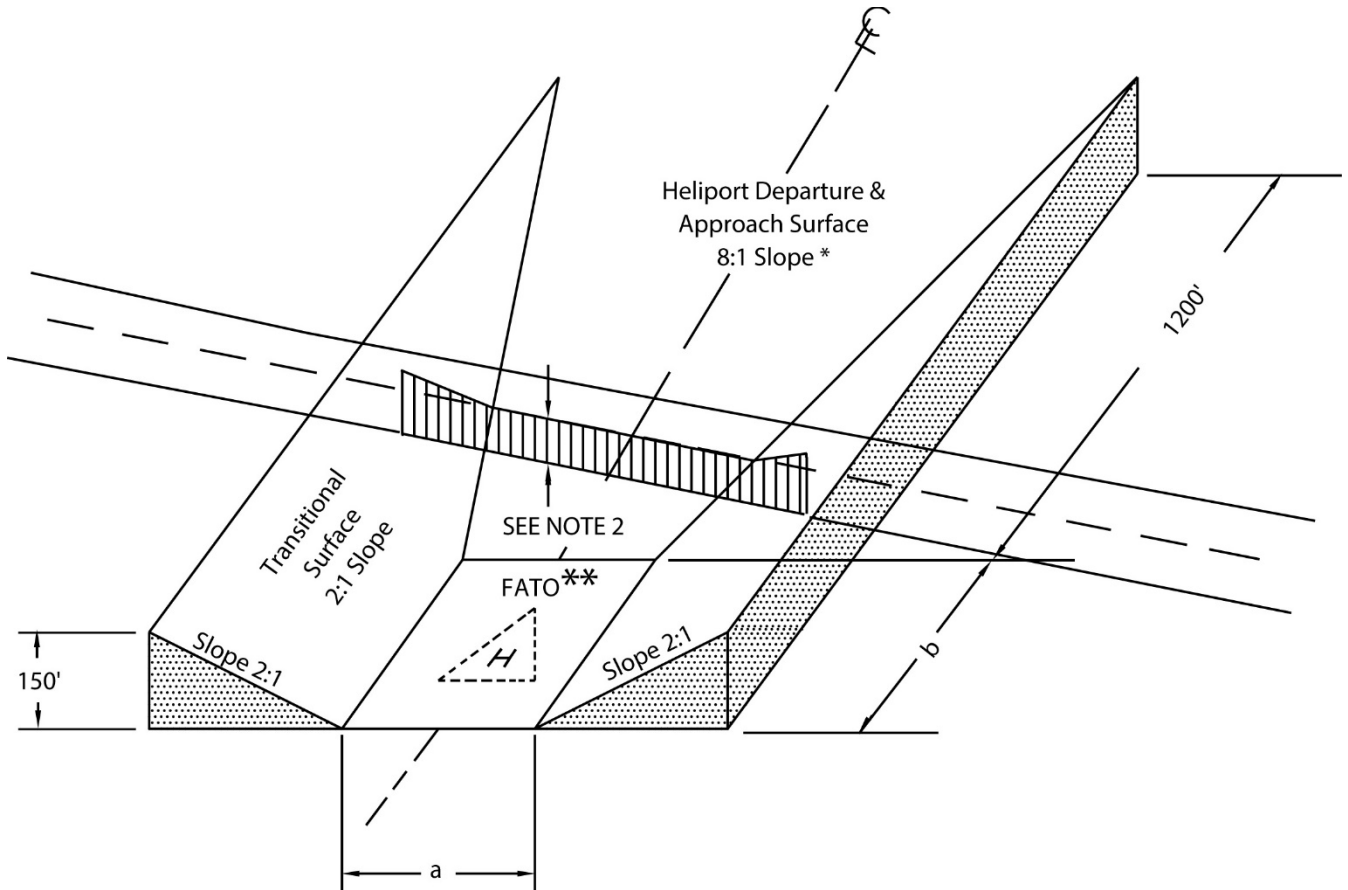 ℄
Heliport Departure &
Approach Surface
8:1 Slope *
1200'
Transitional
Surface
2:1 Slope
SEE NOTE 2
FATO**
H
Slope 2:1
Slope 2:1
150'
b
a